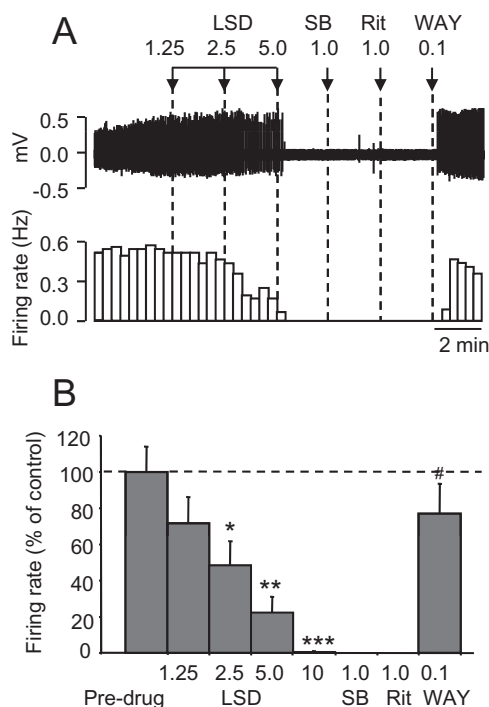 A
LSD SB Rit WAY
1.25 2.5 5.0 1.0 1.0 0.1
0.5
0.0
-0.5
mV
0.6
0.3
0.0
Firing rate (Hz)
2 min
B
120
100
80
60
40
20
0
Firing rate (% of control)
* ** *** #
1.25 2.5 5.0 10 1.0 1.0 0.1
Pre-drug LSD SB Rit WAY